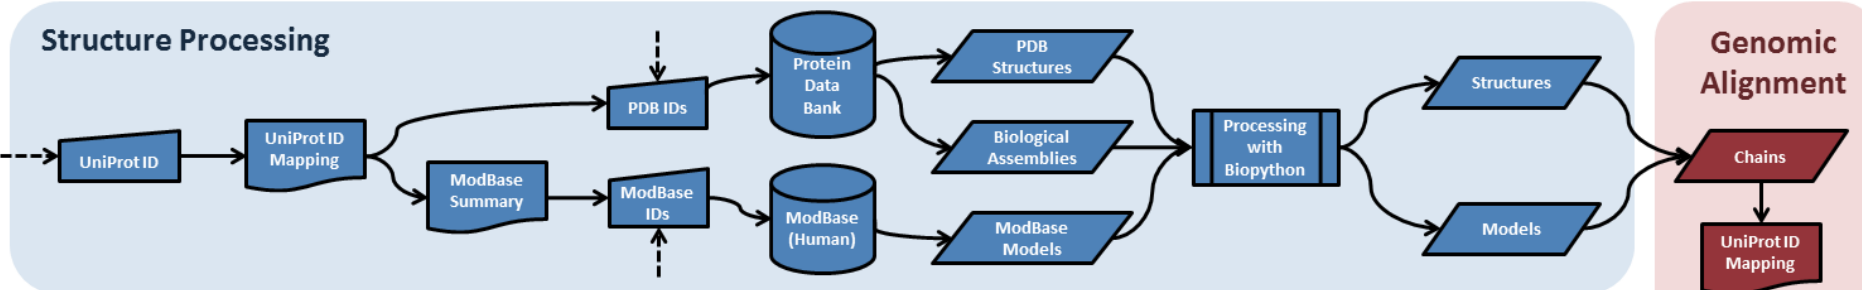 Structure Processing
UniProt ID
UniProt ID
Mapping
PDB IDs
ModBase
Summary
ModBase
IDs
Protein
Data
Bank
ModBase
(Human)
PDB
Structures
Biological
Assemblies
ModBase
Models
Processing
with
Biopython
Structures
Models
Genomic
Alignment
Chains
UniProt ID
Mapping